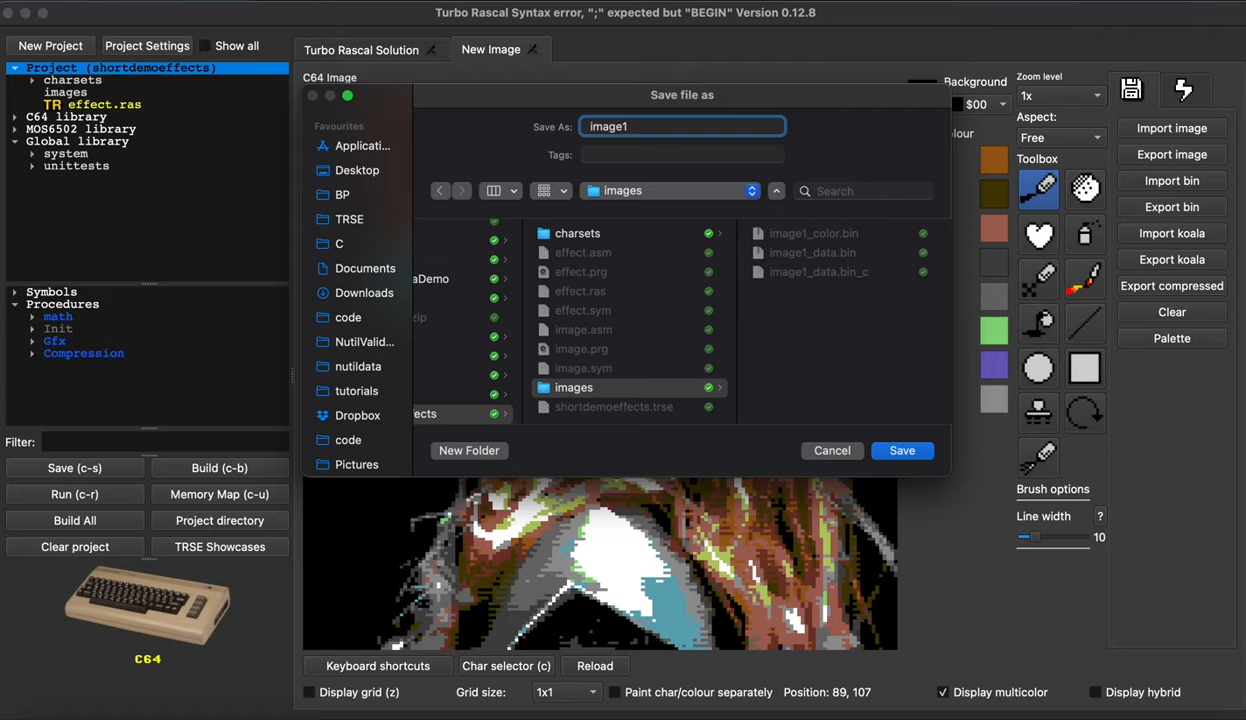 Turbo Rascal Syntax error, ";" expected but "BEGIN" Version 0.12.8
New Project
Project Settings
Show all
Project (shortdemoeffects)
charsets
images
TR effect.ras
C64 library
MOS6502 library
Global library
system
unittests
Symbols
Procedures
math
Init
Gfx
Compression
Filter:
Save (c-s)
Build (c-b)
Run (c-r)
Memory Map (c-u)
Build All
Project directory
Clear project
TRSE Showcases
C64
Turbo Rascal Solution
New Image
C64 Image
Save file as
Favourites
Applicati...
Desktop
BP
TRSE
C
Documents
Downloads
code
NutilValid...
nutildata
tutorials
Dropbox
code
Pictures
Save As:
image1
Tags:
images
Search
aDemo
zip
ects
charsets
effect.asm
effect.prg
effect.ras
effect.sym
image.asm
image.prg
image.sym
images
shortdemoeffects.trse
image1_color.bin
image1_data.bin
image1_data.bin_c
New Folder
Cancel
Save
Keyboard shortcuts
Char selector (c)
Reload
Display grid (z)
Grid size:
1x1
Paint char/colour separately
Position: 89, 107
Display multicolor
Display hybrid
Background
$00
our
Zoom level
1x
Aspect:
Free
Toolbox
Brush options
Line width
?
10
Import image
Export image
Import bin
Export bin
Import koala
Export koala
Export compressed
Clear
Palette